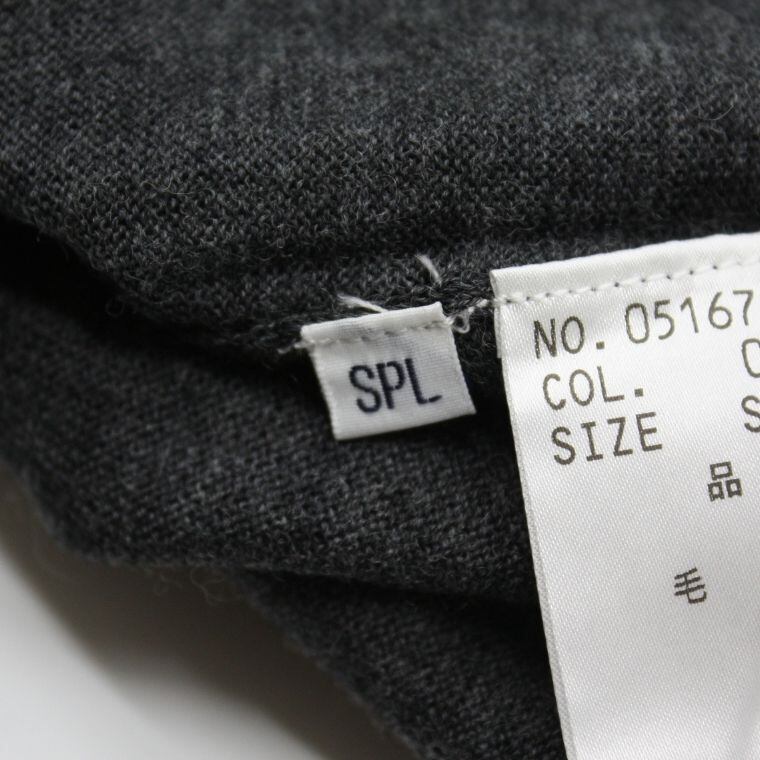 SPL
NO. 05167
COL.
SIZE S
品
毛